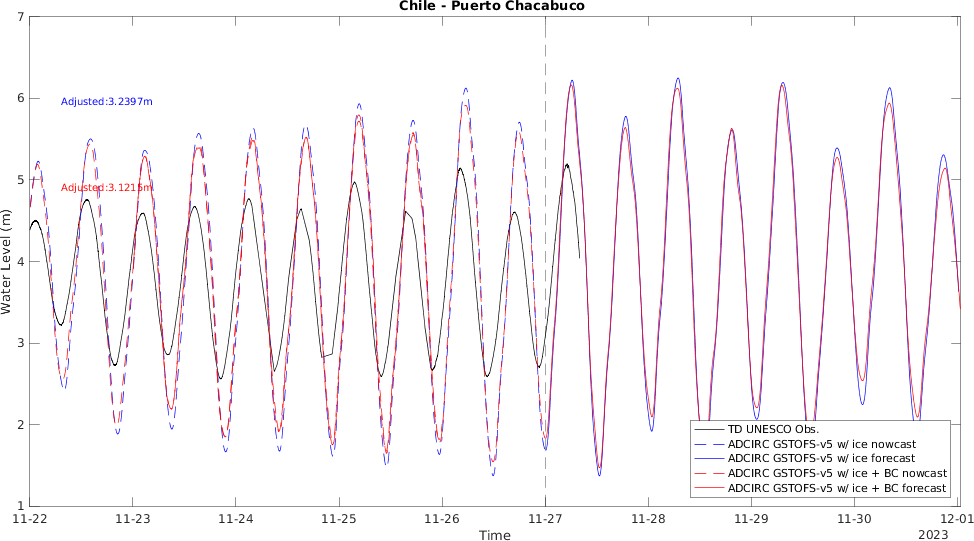 Chile - Puerto Chacabuco
7
6
5
4
3
2
1
Water Level (m)
Adjusted:3.2397m
Adjusted:3.1215m
TD UNESCO Obs.
ADCIRC GSTOFS-v5 w/ ice nowcast
ADCIRC GSTOFS-v5 w/ ice forecast
ADCIRC GSTOFS-v5 w/ ice + BC nowcast
ADCIRC GSTOFS-v5 w/ ice + BC forecast
11-22 11-23 11-24 11-25 11-26 11-27 11-28 11-29 11-30 12-01
Time
2023